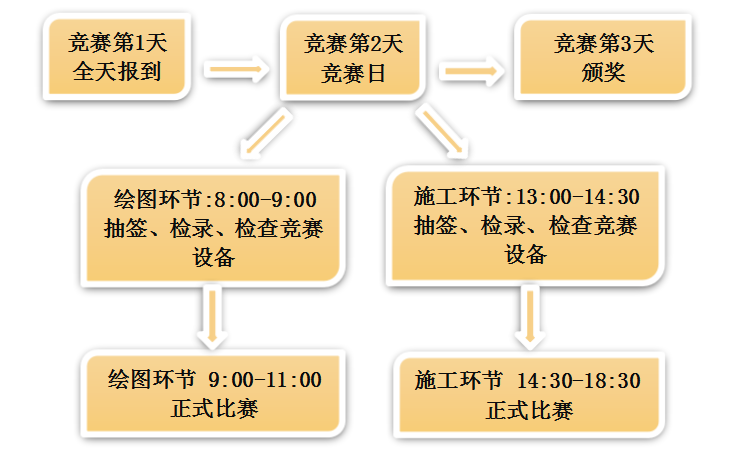 竞赛第1天
全天报到
竞赛第2天
竞赛日
竞赛第3天
颁奖
绘图环节:8:00-9:00
抽签、检录、检查竞赛
设备
施工环节:13:00-14:30
抽签、检录、检查竞赛
设备
绘图环节 9:00-11:00
正式比赛
施工环节 14:30-18:30
正式比赛